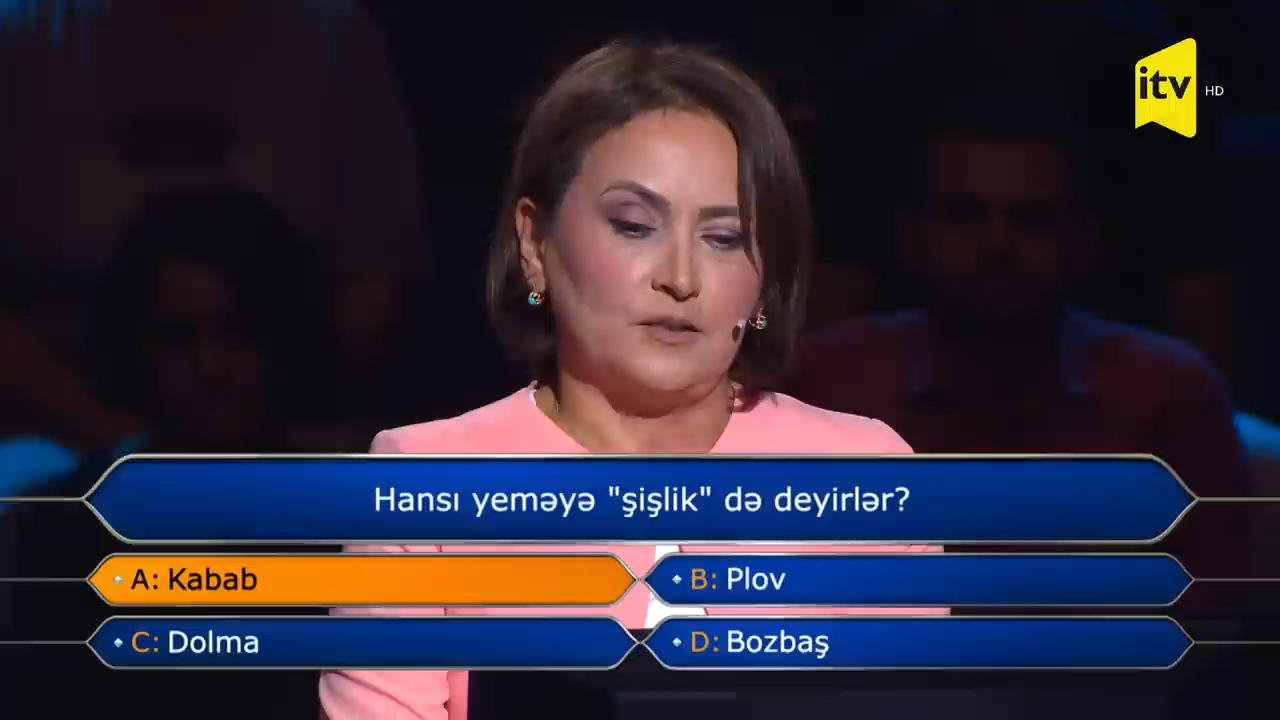 itv HD
Hansı yeməyə "şişlik" də deyirlər?
A: Kabab
B: Plov
C: Dolma
D: Bozbaş